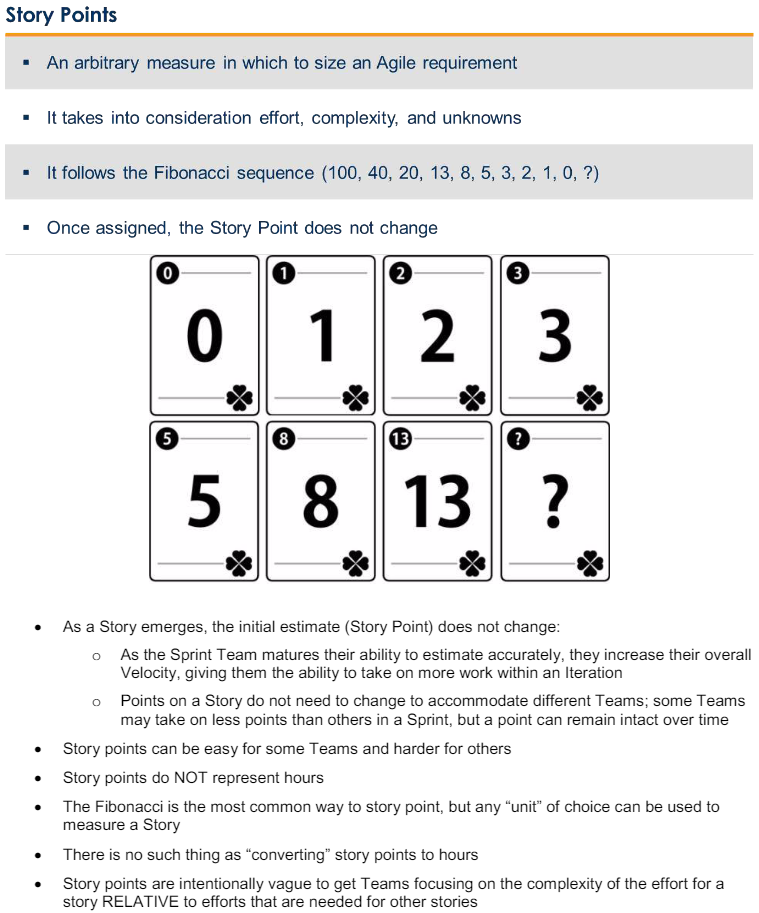 Story Points
▪ An arbitrary measure in which to size an Agile requirement
▪ It takes into consideration effort, complexity, and unknowns
▪ It follows the Fibonacci sequence (100, 40, 20, 13, 8, 5, 3, 2, 1, 0, ?)
▪ Once assigned, the Story Point does not change
0 1 2 3
0 1 2 3
5 8 13 ?
5 8 13 ?
• As a Story emerges, the initial estimate (Story Point) does not change:
o As the Sprint Team matures their ability to estimate accurately, they increase their overall
Velocity, giving them the ability to take on more work within an Iteration
o Points on a Story do not need to change to accommodate different Teams; some Teams
may take on less points than others in a Sprint, but a point can remain intact over time
• Story points can be easy for some Teams and harder for others
• Story points do NOT represent hours
• The Fibonacci is the most common way to story point, but any “unit” of choice can be used to
measure a Story
• There is no such thing as “converting” story points to hours
• Story points are intentionally vague to get Teams focusing on the complexity of the effort for a
story RELATIVE to efforts that are needed for other stories